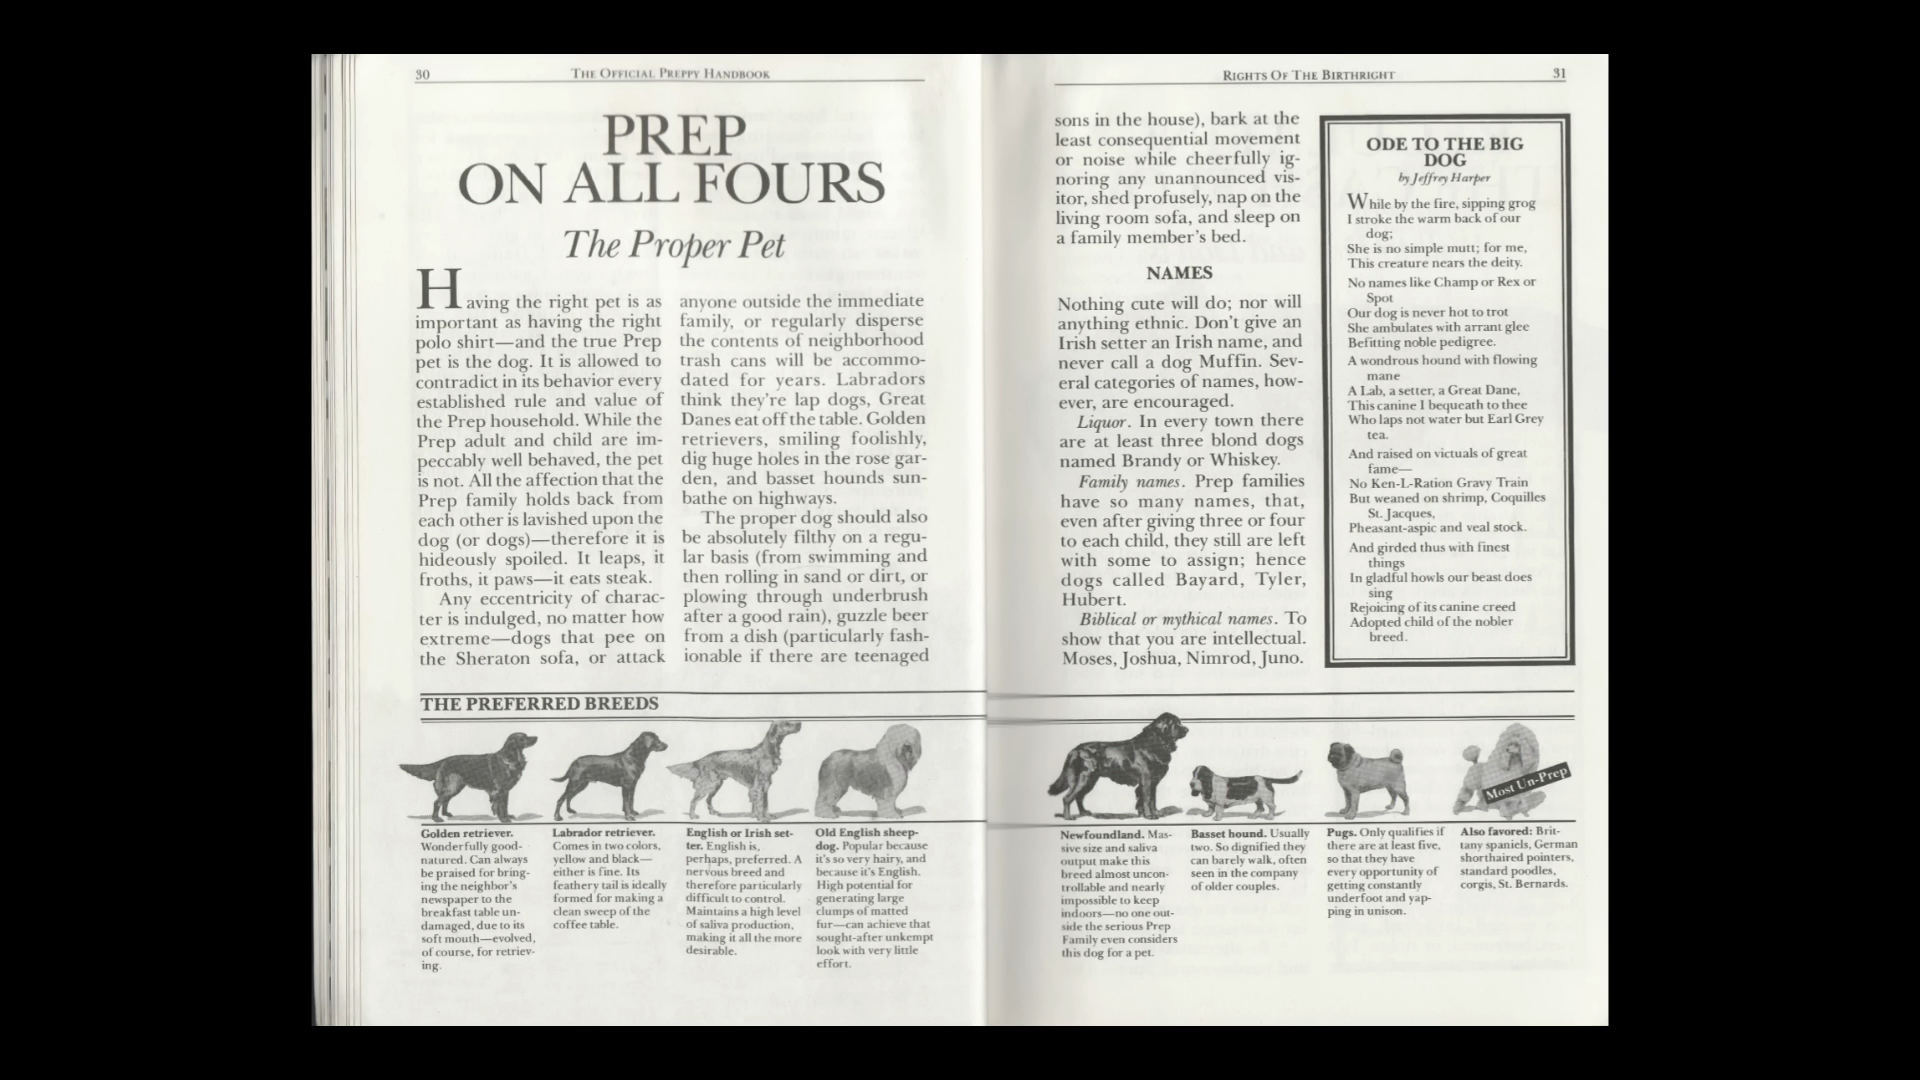 30
THE OFFICIAL PREPPY HANDBOOK
PREP
ON ALL FOURS
The Proper Pet
Having the right pet is as
important as having the right
polo shirt—and the true Prep
pet is the dog. It is allowed to
contradict in its behavior every
established rule and value of
the Prep household. While the
Prep adult and child are im-
peccably well behaved, the pet
is not. All the affection that the
Prep family holds back from
each other is lavished upon the
dog (or dogs)—therefore it is
hideously spoiled. It leaps, it
froths, it paws—it eats steak.
Any eccentricity of charac-
ter is indulged, no matter how
extreme—dogs that pee on
the Sheraton sofa, or attack
anyone outside the immediate
family, or regularly disperse
the contents of neighborhood
trash cans will be accommo-
dated for years. Labradors
think they're lap dogs, Great
Danes eat off the table. Golden
retrievers, smiling foolishly,
dig huge holes in the rose gar-
den, and basset hounds sun-
bathe on highways.
The proper dog should also
be absolutely filthy on a regu-
lar basis (from swimming and
then rolling in sand or dirt, or
plowing through underbrush
after a good rain), guzzle beer
from a dish (particularly fash-
ionable if there are teenaged
RIGHTS OF THE BIRTHRIGHT
31
sons in the house), bark at the
least consequential movement
or noise while cheerfully ig-
noring any unannounced vis-
itor, shed profusely, nap on the
living room sofa, and sleep on
a family member's bed.
NAMES
Nothing cute will do; nor will
anything ethnic. Don't give an
Irish setter an Irish name, and
never call a dog Muffin. Sev-
eral categories of names, how-
ever, are encouraged.
Liquor. In every town there
are at least three blond dogs
named Brandy or Whiskey.
Family names. Prep families
have so many names, that,
even after giving three or four
to each child, they still are left
with some to assign; hence
dogs called Bayard, Tyler,
Hubert.
Biblical or mythical names. To
show that you are intellectual.
Moses, Joshua, Nimrod, Juno.
ODE TO THE BIG
DOG
by Jeffrey Harper
While by the fire, sipping grog
I stroke the warm back of our
dog;
She is no simple mutt; for me,
This creature nears the deity.
No names like Champ or Rex or
Spot
Our dog is never hot to trot
She ambulates with arrant glee
Befitting noble pedigree.
A wondrous hound with flowing
mane
A Lab, a setter, a Great Dane,
This canine I bequeath to thee
Who laps not water but Earl Grey
tea.
And raised on victuals of great
fame—
No Ken-L-Ration Gravy Train
But weaned on shrimp, Coquilles
St. Jacques,
Pheasant-aspic and veal stock.
And girded thus with finest
things
In gladful howls our beast does
sing
Rejoicing of its canine creed
Adopted child of the nobler
breed.
THE PREFERRED BREEDS
Golden retriever.
Wonderfully good-
natured. Can always
be praised for bring-
ing the neighbor's
newspaper to the
breakfast table un-
damaged, due to its
soft mouth—evolved,
of course, for retriev-
ing.
Labrador retriever.
Comes in two colors,
yellow and black—
either is fine. Its
feathery tail is ideally
formed for making a
clean sweep of the
coffee table.
English or Irish set-
ter. English is,
perhaps, preferred. A
nervous breed and
therefore particularly
difficult to control.
Maintains a high level
of saliva production,
making it all the more
desirable.
Old English sheep-
dog. Popular because
it's so very hairy, and
because it's English.
High potential for
generating large
clumps of matted
fur—can achieve that
sought-after unkempt
look with very little
effort.
Newfoundland. Mas-
sive size and saliva
output make this
breed almost uncon-
trollable and nearly
impossible to keep
indoors—no one out-
side the serious Prep
Family even considers
this dog for a pet.
Basset hound. Usually
two. So dignified they
can barely walk, often
seen in the company
of older couples.
Pugs. Only qualifies if
there are at least five,
so that they have
every opportunity of
getting constantly
underfoot and yap-
ping in unison.
Most Un-Prep
Also favored: Brit-
tany spaniels, German
shorthaired pointers,
standard poodles,
corgis, St. Bernards.